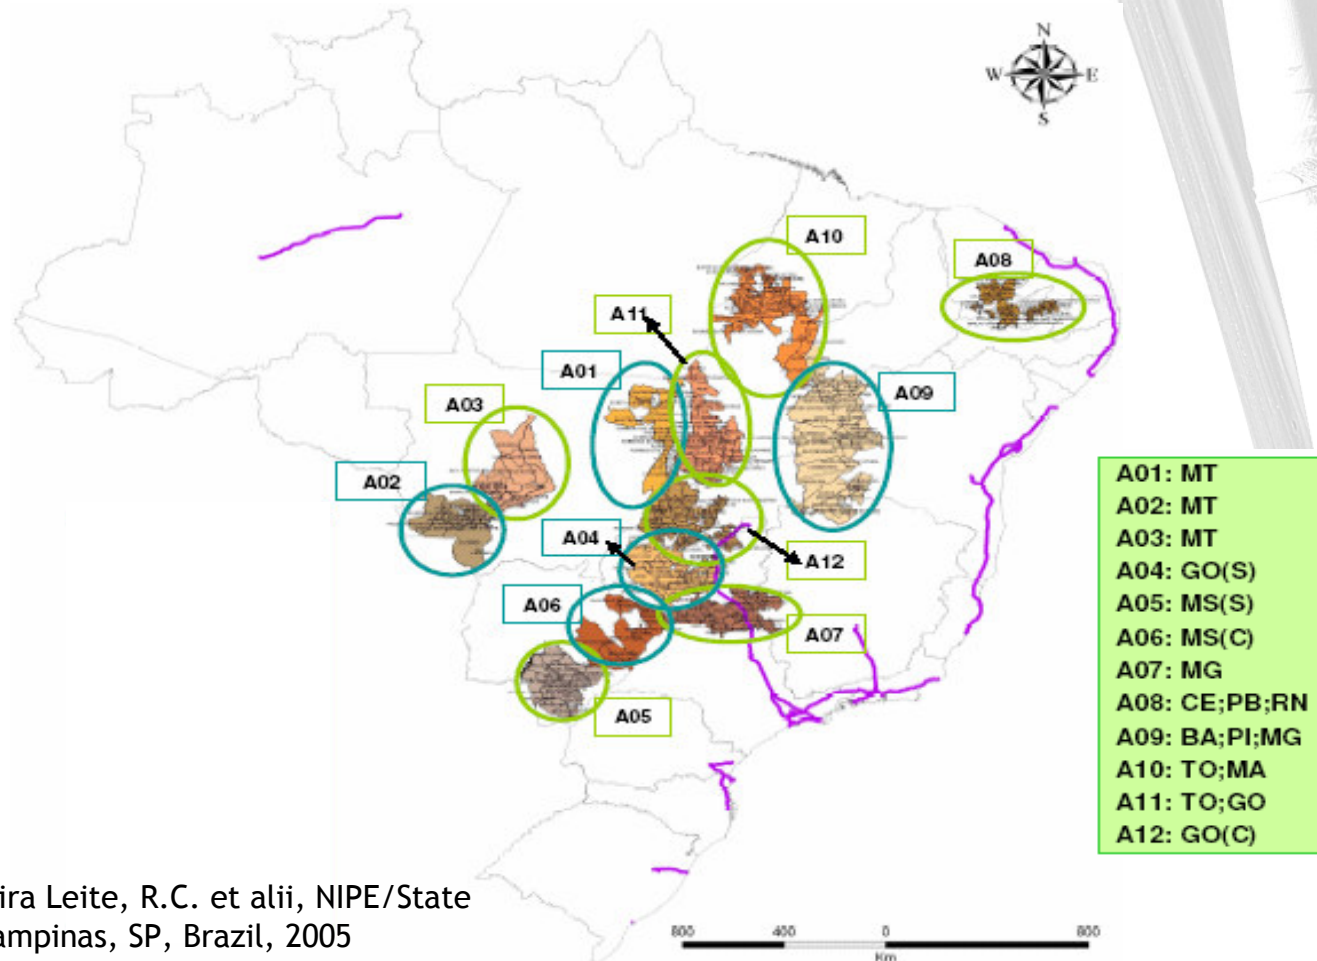 N
W E
S
A10
A08
A11
A01
A09
A03
A02
A04
A12
A06
A07
A05
A01: MT
A02: MT
A03: MT
A04: GO(S)
A05: MS(S)
A06: MS(C)
A07: MG
A08: CE;PB;RN
A09: BA;PI;MG
A10: TO;MA
A11: TO;GO
A12: GO(C)
ira Leite, R.C. et alii, NIPE/State
ampinas, SP, Brazil, 2005
800 400 0 800
Km